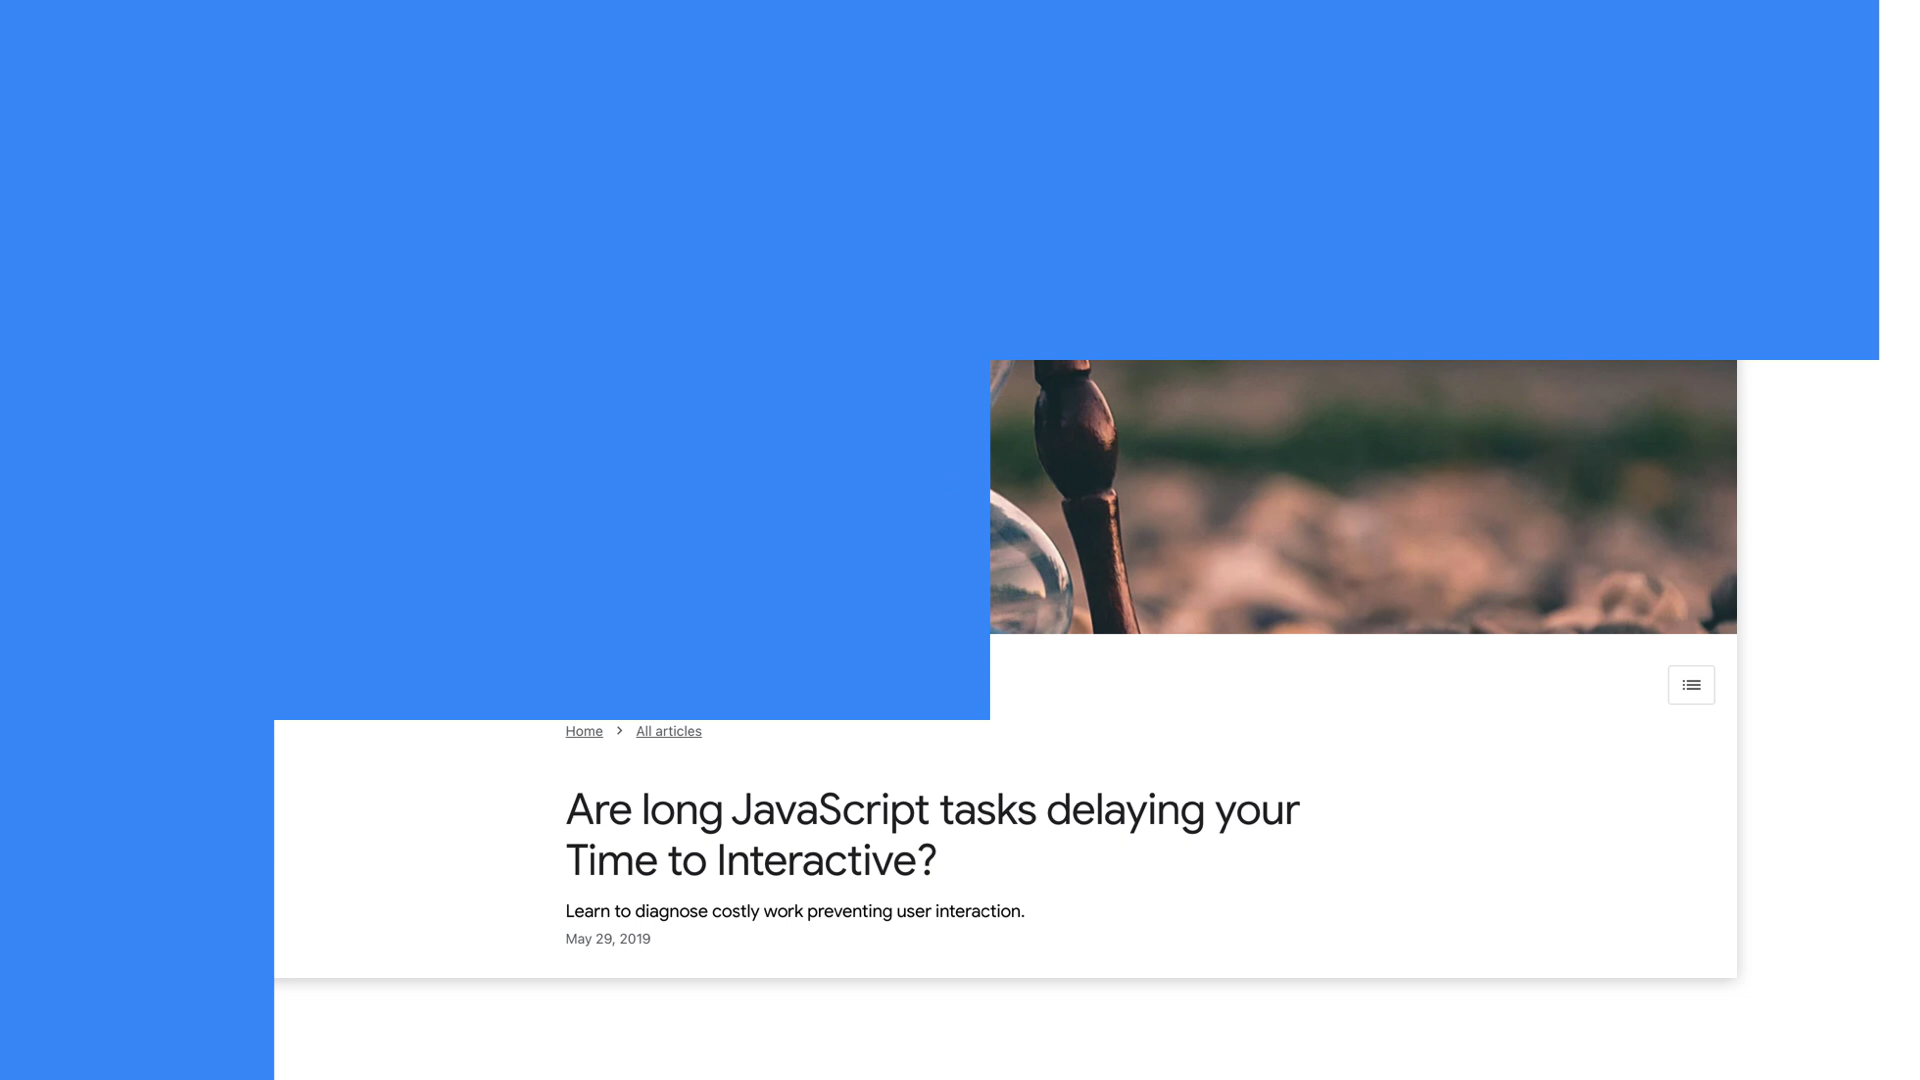 Home > All articles
Are long JavaScript tasks delaying your
Time to Interactive?
Learn to diagnose costly work preventing user interaction.
May 29, 2019